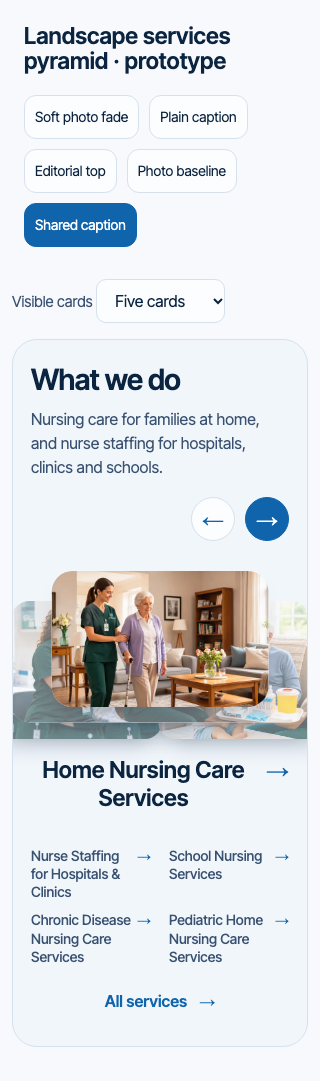 Landscape services
pyramid · prototype
Soft photo fade
Plain caption
Editorial top
Photo baseline
Shared caption
Visible cards
Five cards
What we do
Nursing care for families at home,
and nurse staffing for hospitals,
clinics and schools.
←
→
Home Nursing Care →
Services
Nurse Staffing →
for Hospitals &
Clinics
School Nursing →
Services
Chronic Disease →
Nursing Care
Services
Pediatric Home →
Nursing Care
Services
All services →